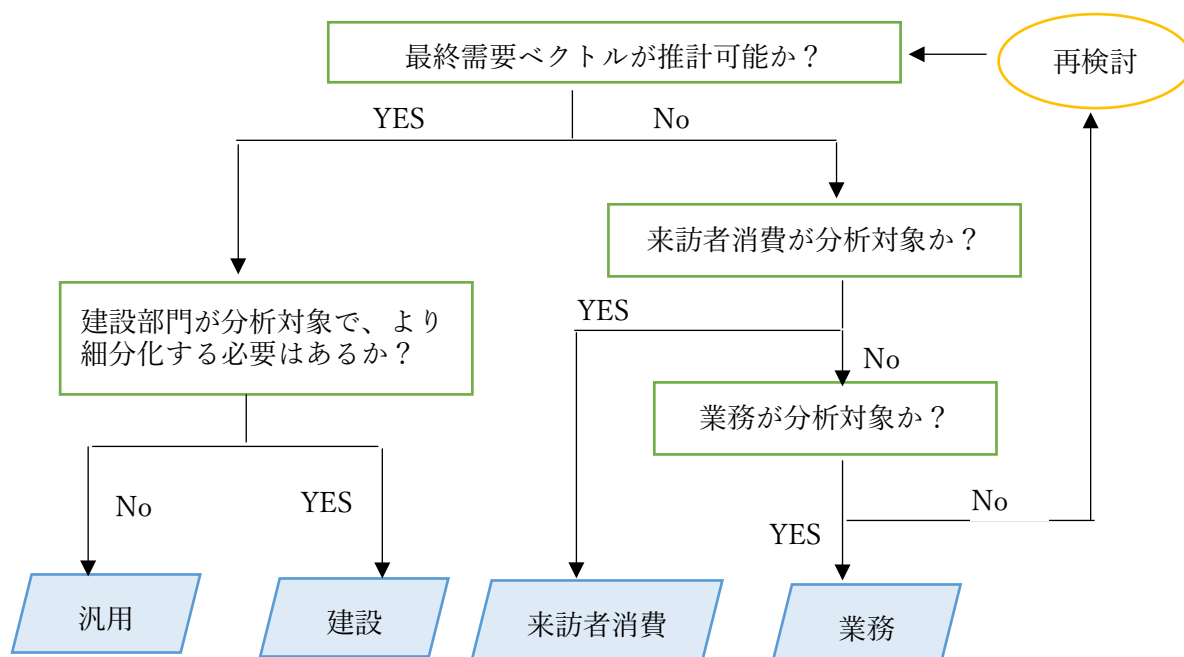 最終需要ベクトルが推計可能か？
再検討
YES
No
来訪者消費が分析対象か？
建設部門が分析対象で、より
細分化する必要はあるか？
YES
No
業務が分析対象か？
No
YES
No
YES
汎用
建設
来訪者消費
業務